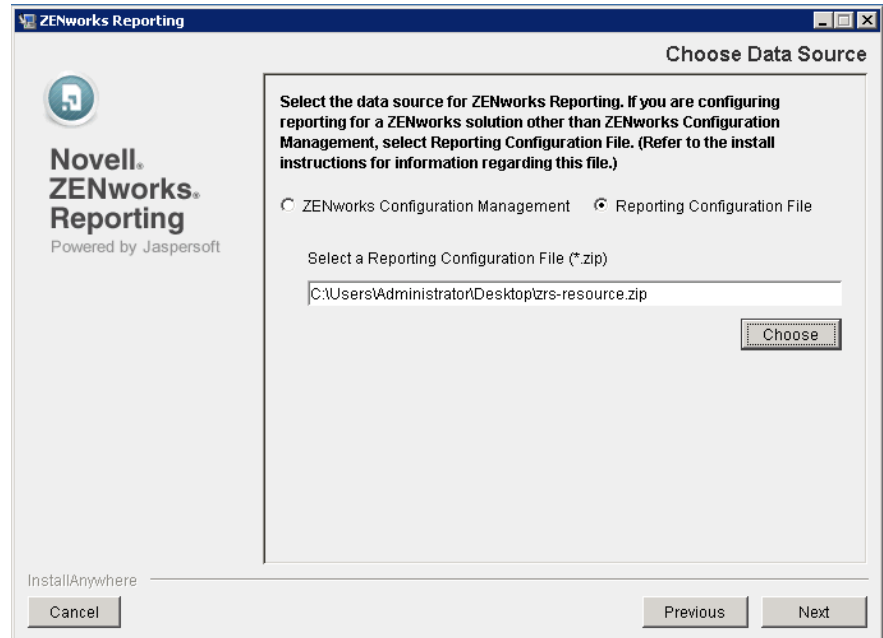 ZENworks Reporting
Choose Data Source
Novell®
ZENworks®
Reporting
Powered by Jaspersoft
Select the data source for ZENworks Reporting. If you are configuring
reporting for a ZENworks solution other than ZENworks Configuration
Management, select Reporting Configuration File. (Refer to the install
instructions for information regarding this file.)
ZENworks Configuration Management Reporting Configuration File
Select a Reporting Configuration File (*.zip)
C:\Users\Administrator\Desktop\zrs-resource.zip
Choose
InstallAnywhere
Cancel Previous Next